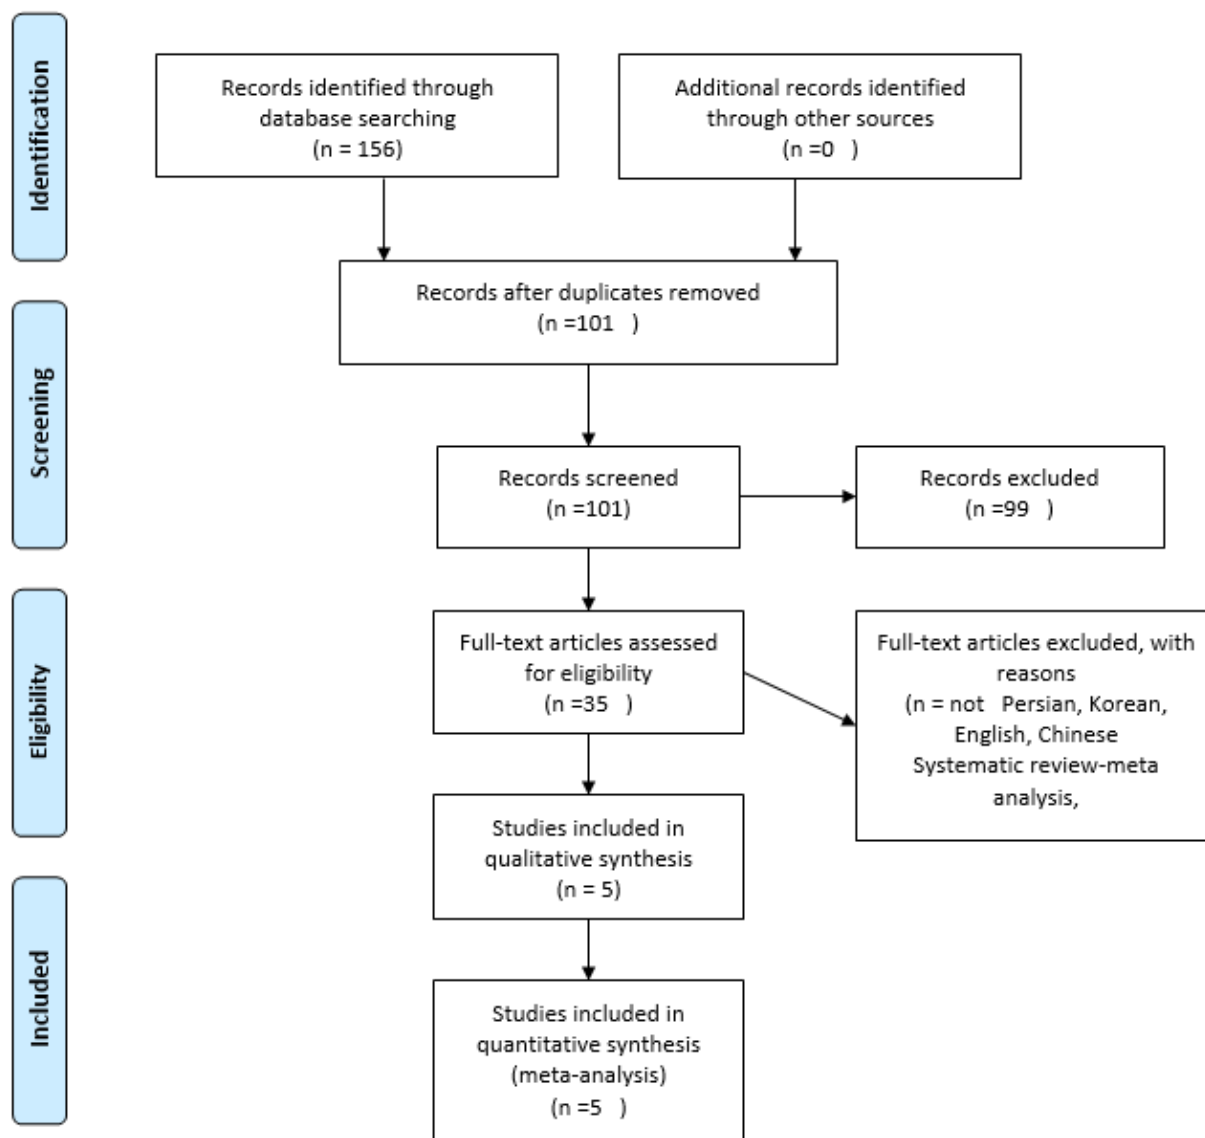 Identification
Records identified through
database searching
(n = 156)
Additional records identified
through other sources
(n =0   )
Records after duplicates removed
(n =101   )
Screening
Records screened
(n =101)
Records excluded
(n =99   )
Eligibility
Full-text articles assessed
for eligibility
(n =35   )
Full-text articles excluded, with
reasons
(n = not   Persian, Korean,
English, Chinese
Systematic review-meta
analysis,
Studies included in
qualitative synthesis
(n = 5)
Included
Studies included in
quantitative synthesis
(meta-analysis)
(n =5   )